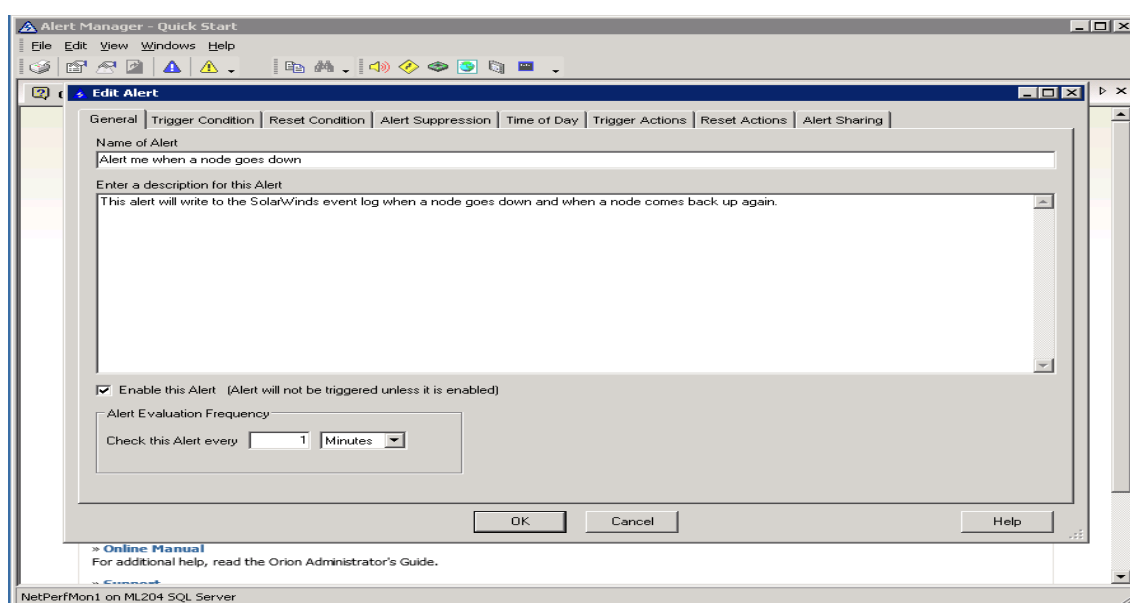 Alert Manager - Quick Start
File Edit View Windows Help
Edit Alert
General Trigger Condition Reset Condition Alert Suppression Time of Day Trigger Actions Reset Actions Alert Sharing
Name of Alert
Alert me when a node goes down
Enter a description for this Alert
This alert will write to the SolarWinds event log when a node goes down and when a node comes back up again.
Enable this Alert (Alert will not be triggered unless it is enabled)
Alert Evaluation Frequency
Check this Alert every 1 Minutes
OK Cancel Help
» Online Manual
For additional help, read the Orion Administrator's Guide.
» Support
NetPerfMon1 on ML204 SQL Server